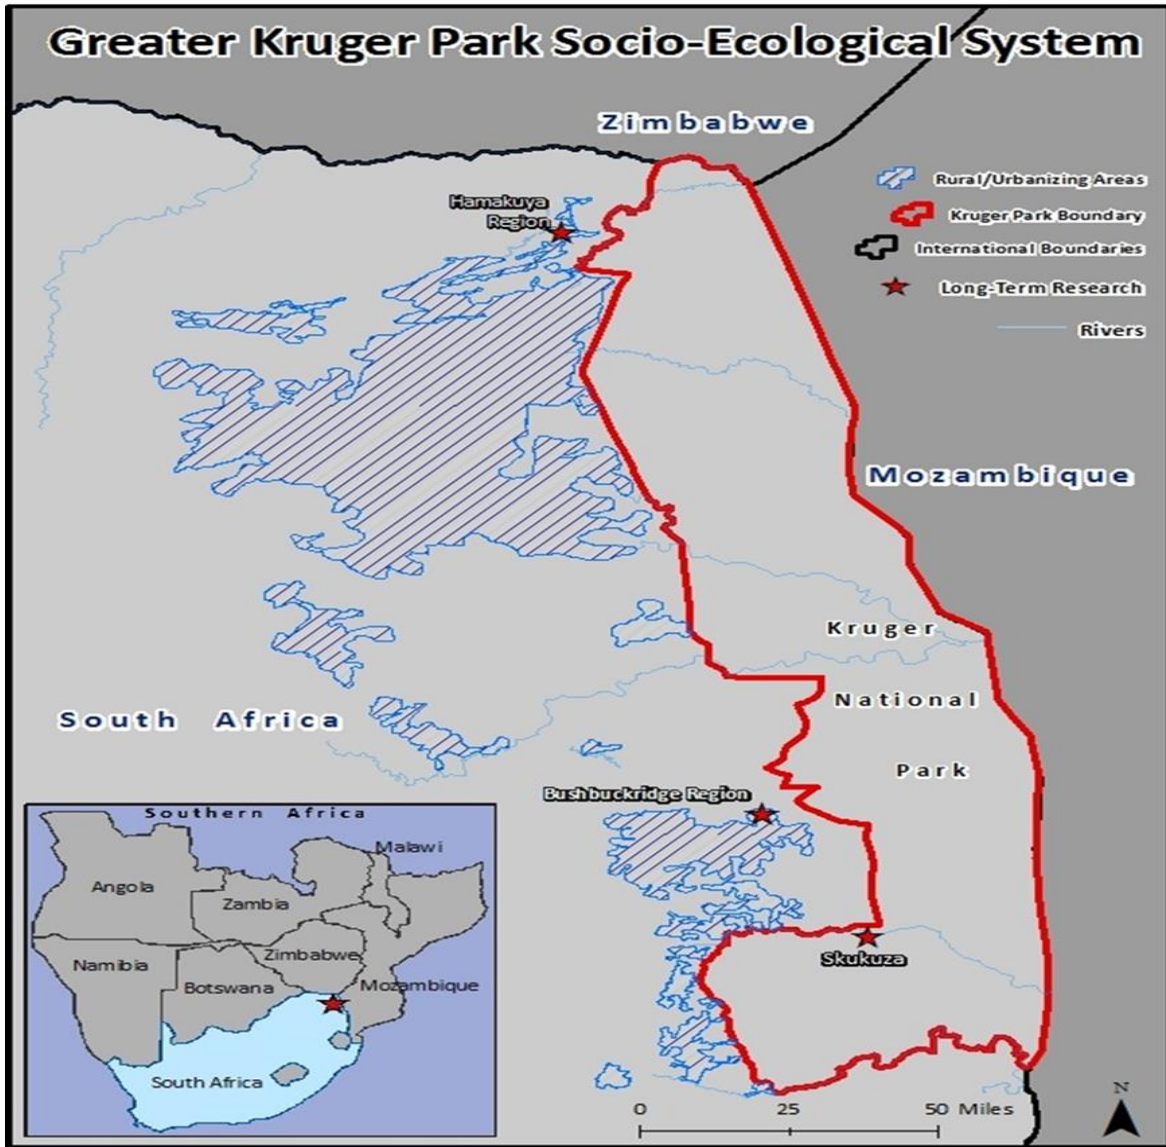 Greater Kruger Park Socio-Ecological System
Zimbabwe
Rural/Urbanizing Areas
Kruger Park Boundary
International Boundaries
Long-Term Research
Rivers
Hamakuya
Region
Mozambique
Kruger
National
Park
South Africa
Bushbuckridge Region
Skukuza
Southern Africa
Malawi
Angola
Zambia
Zimbabwe
Namibia
Botswana
Mozambique
South Africa
N
0 25 50 Miles